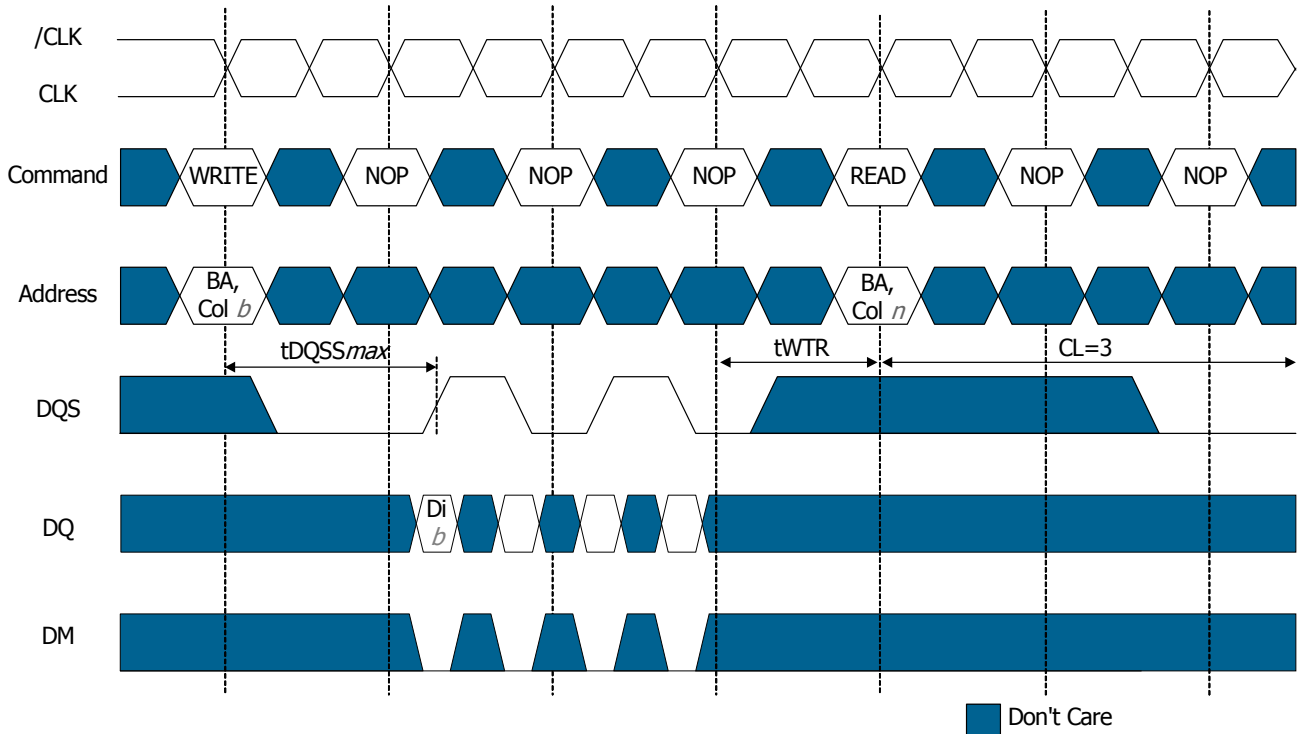 /CLK
CLK
Command
WRITE NOP NOP NOP READ NOP NOP
Address
BA,
Col b
BA,
Col n
tDQSSmax
tWTR
CL=3
DQS
DQ
Di
b
DM
Don't Care